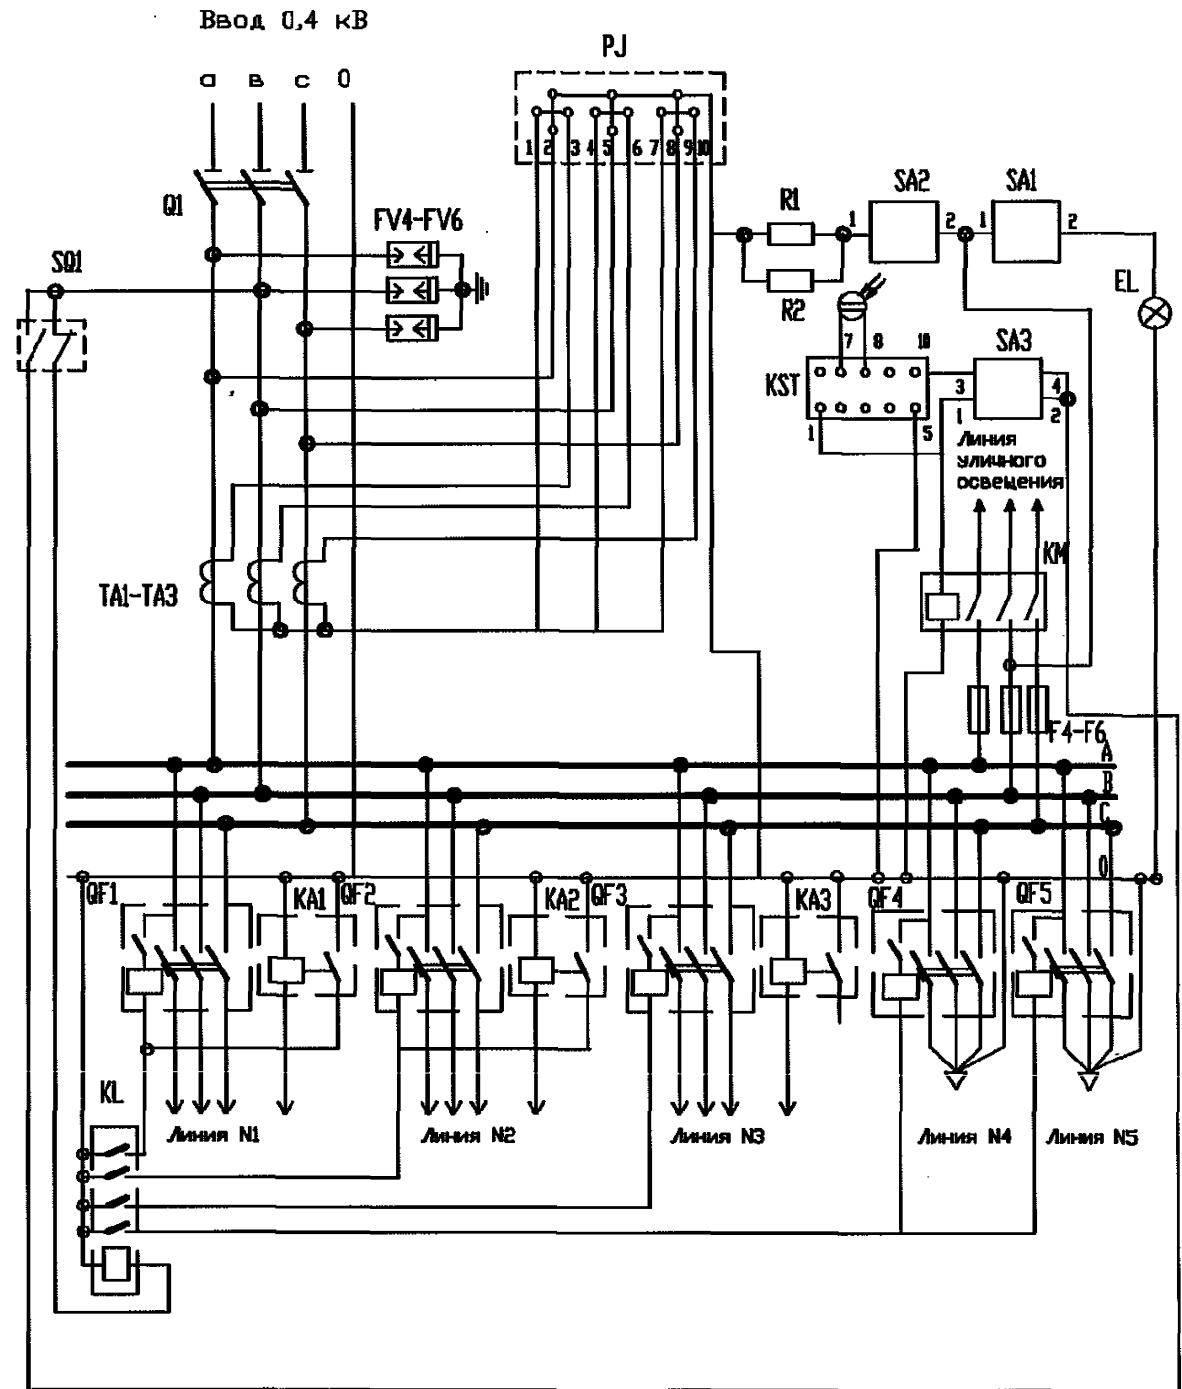 Ввод 0,4 кВ
а в с 0
PJ
1 2 3 4 5 6 7 8 9 10
Q1
FV4-FV6
SQ1
R1
R2
1 SA2 2
1 SA1 2
EL
7 8 10
KST
1 5
SA3
3 4
1 2
Линия
уличного
освещения
KM
TA1-TA3
F4-F6
A
B
C
0
QF1
KA1
QF2
KA2
QF3
KA3
QF4
QF5
KL
Линия N1
Линия N2
Линия N3
Линия N4
Линия N5